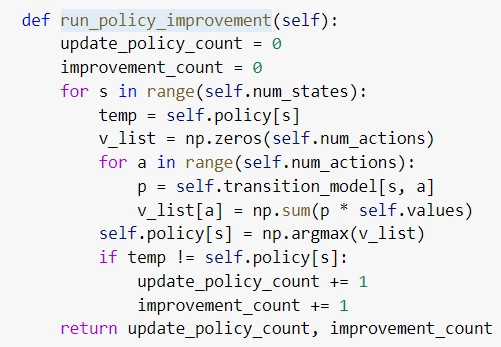 def run_policy_improvement(self):
    update_policy_count = 0
    improvement_count = 0
    for s in range(self.num_states):
        temp = self.policy[s]
        v_list = np.zeros(self.num_actions)
        for a in range(self.num_actions):
            p = self.transition_model[s, a]
            v_list[a] = np.sum(p * self.values)
        self.policy[s] = np.argmax(v_list)
        if temp != self.policy[s]:
            update_policy_count += 1
            improvement_count += 1
    return update_policy_count, improvement_count